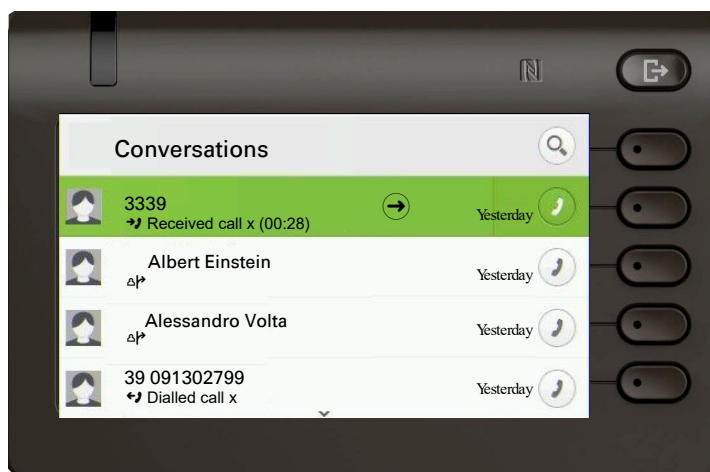 Conversations
3339
Received call x (00:28)
Yesterday
Albert Einstein
Yesterday
Alessandro Volta
Yesterday
39 091302799
Dialled call x
Yesterday